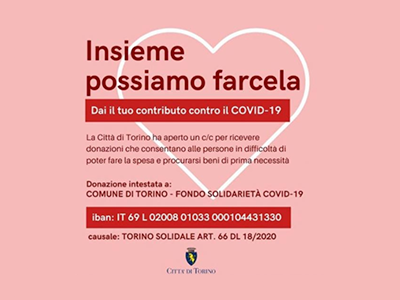 Insieme
possiamo farcela
Dai il tuo contributo contro il COVID-19
La Città di Torino ha aperto un c/c per ricevere
donazioni che consentano alle persone in difficoltà di
poter fare la spesa e procurarsi beni di prima necessità
Donazione intestata a:
COMUNE DI TORINO - FONDO SOLIDARIETÀ COVID-19
iban: IT 69 L 02008 01033 000104431330
causale: TORINO SOLIDALE ART. 66 DL 18/2020
CITTÀ DI TORINO